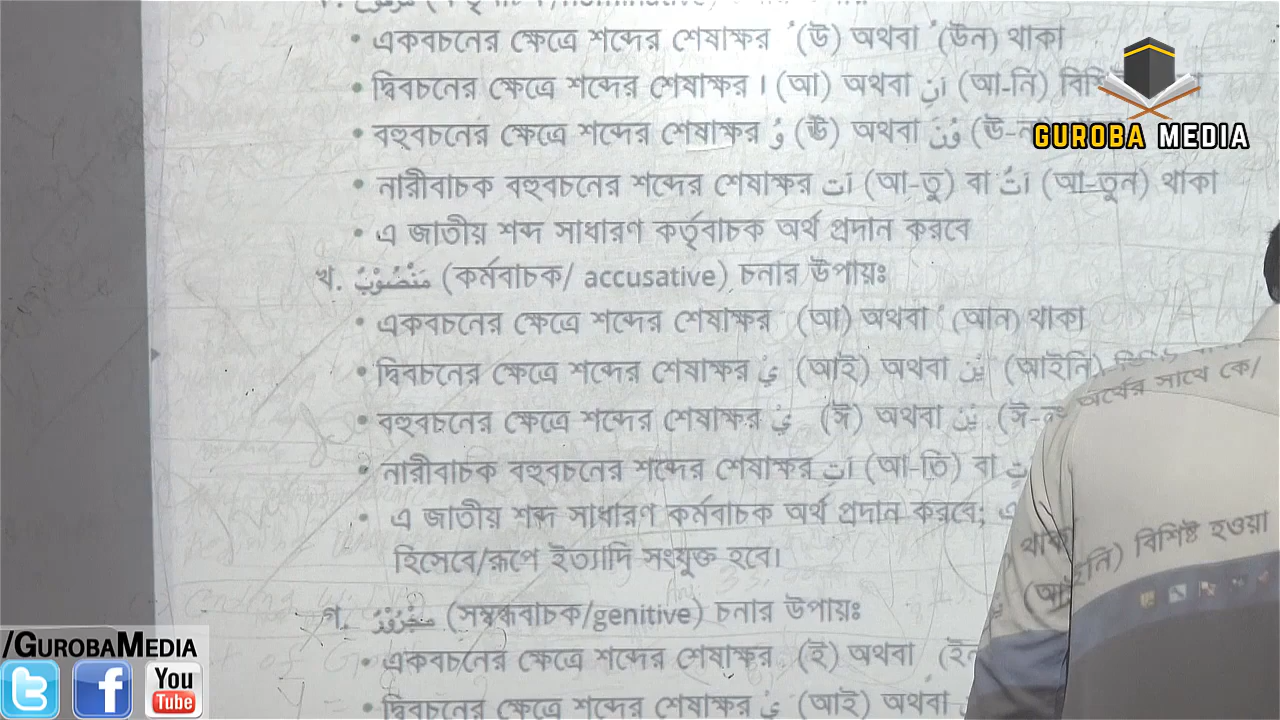 • একবচনের ক্ষেত্রে শব্দের শেষাক্ষর ُ (উ) অথবা ٌ (উন) থাকা
• দ্বিবচনের ক্ষেত্রে শব্দের শেষাক্ষর ا (আ) অথবা اَنِ (আ-নি)
• বহুবচনের ক্ষেত্রে শব্দের শেষাক্ষর وْ (ঊ) অথবা وْنَ
• নারীবাচক বহুবচনের শব্দের শেষাক্ষর اَتُ (আ-তু) বা اَتٌ (আ-তুন) থাকা
• এ জাতীয় শব্দ সাধারণ কর্তৃবাচক অর্থ প্রদান করবে
খ. مَنْصُوْبٌ (কর্মবাচক/ accusative) চনার উপায়ঃ
• একবচনের ক্ষেত্রে শব্দের শেষাক্ষর (আ) অথবা ً (আন) থাকা
• দ্বিবচনের ক্ষেত্রে শব্দের শেষাক্ষর يْ (আই) অথবা يْنِ (আইনি)
• বহুবচনের ক্ষেত্রে শব্দের শেষাক্ষর يْ (ঈ) অথবা يْنَ
অর্থের সাথে কে/
• নারীবাচক বহুবচনের শব্দের শেষাক্ষর اَتِ (আ-তি) বা
• এ জাতীয় শব্দ সাধারণ কর্মবাচক অর্থ প্রদান করবে;
থাকা
হিসেবে/রূপে ইত্যাদি সংযুক্ত হবে।
(আইনি) বিশিষ্ট হওয়া
গ. مَجْرُوْرٌ (সম্বন্ধবাচক/genitive) চনার উপায়ঃ
• একবচনের ক্ষেত্রে শব্দের শেষাক্ষর (ই) অথবা
• দ্বিবচনের ক্ষেত্রে শব্দের শেষাক্ষর يْ (আই) অথবা
GUROBA MEDIA
/GUROBAMEDIA
You
Tube